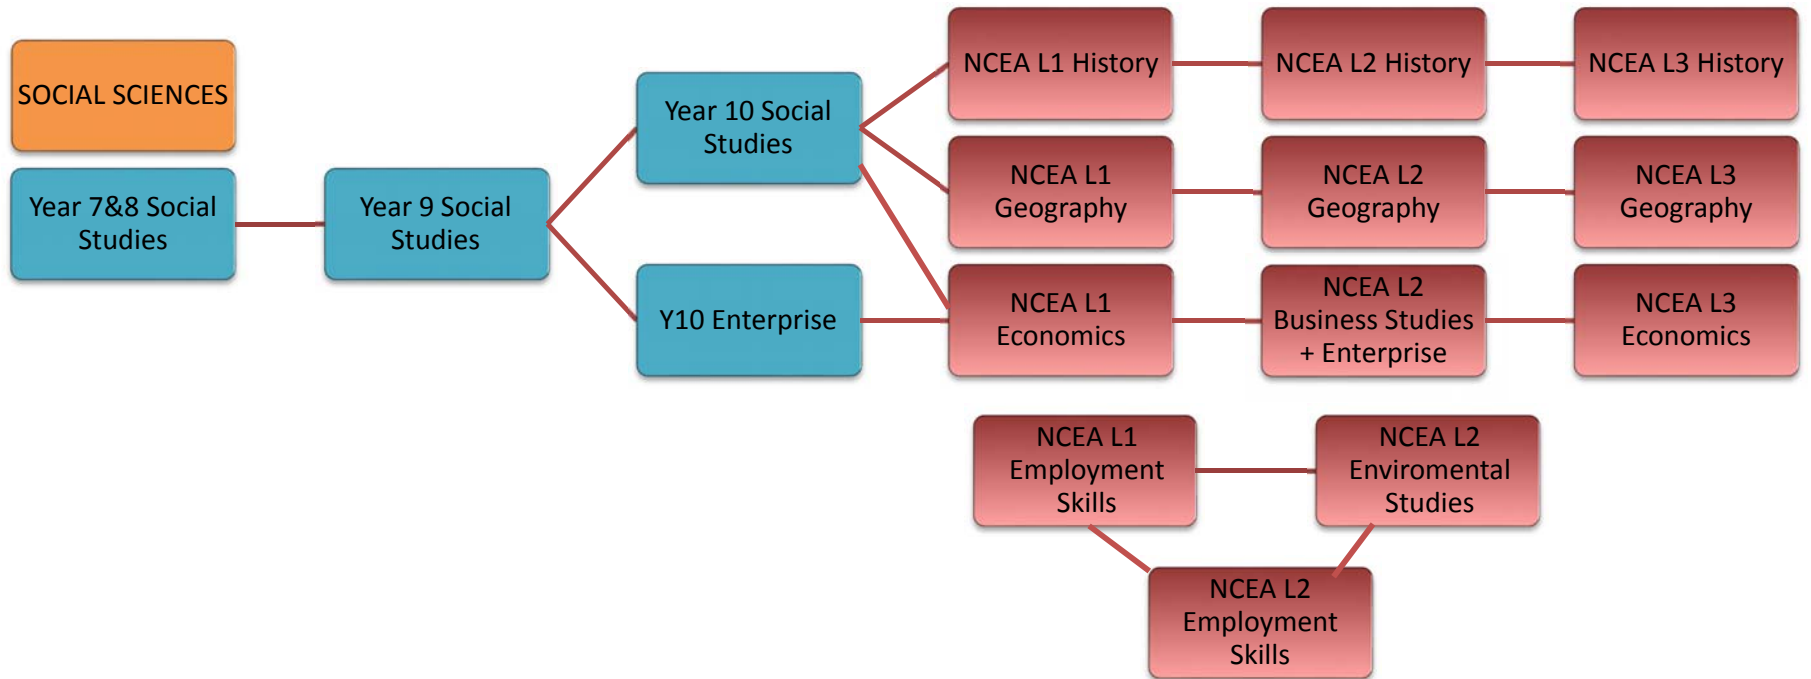 SOCIAL SCIENCES
Year 7&8 Social
Studies
Year 9 Social
Studies
Year 10 Social
Studies
Y10 Enterprise
NCEA L1 History
NCEA L2 History
NCEA L3 History
NCEA L1
Geography
NCEA L2
Geography
NCEA L3
Geography
NCEA L1
Economics
NCEA L2
Business Studies
+ Enterprise
NCEA L3
Economics
NCEA L1
Employment
Skills
NCEA L2
Enviromental
Studies
NCEA L2
Employment
Skills